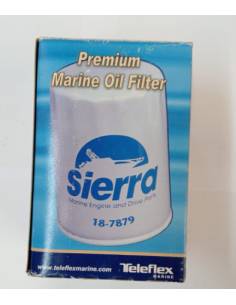 Premium
Marine Oil Filter
Sierra
Marine Engine and Drive Parts
18-7879
www.teleflexmarine.com
Teleflex
MARINE